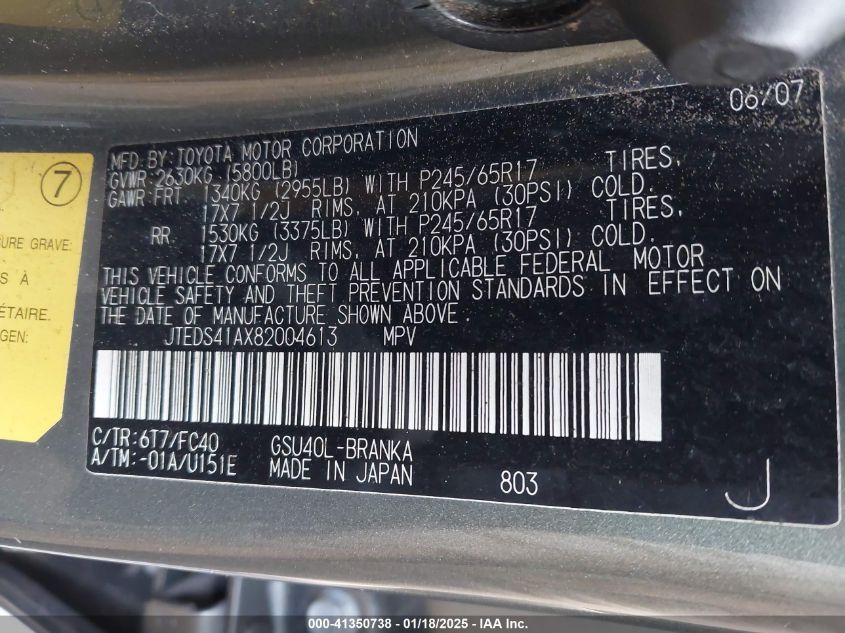 06/07
MFD.BY:TOYOTA MOTOR CORPORATION
GVWR:2630KG (5800LB)
GAWR FRT 1340KG (2955LB) WITH P245/65R17 TIRES,
17X7 1/2J RIMS, AT 210KPA (30PSI) COLD.
RR 1530KG (3375LB) WITH P245/65R17 TIRES,
17X7 1/2J RIMS, AT 210KPA (30PSI) COLD.
THIS VEHICLE CONFORMS TO ALL APPLICABLE FEDERAL MOTOR
VEHICLE SAFETY AND THEFT PREVENTION STANDARDS IN EFFECT ON
THE DATE OF MANUFACTURE SHOWN ABOVE.
JTEDS41AX82004613 MPV
C/TR:6T7/FC40 GSU40L-BRANKA
A/TM:-01A/U151E MADE IN JAPAN 803
J
7
URE GRAVE:
S À
ÉTAIRE.
GEN:
000-41350738 - 01/18/2025 - IAA Inc.